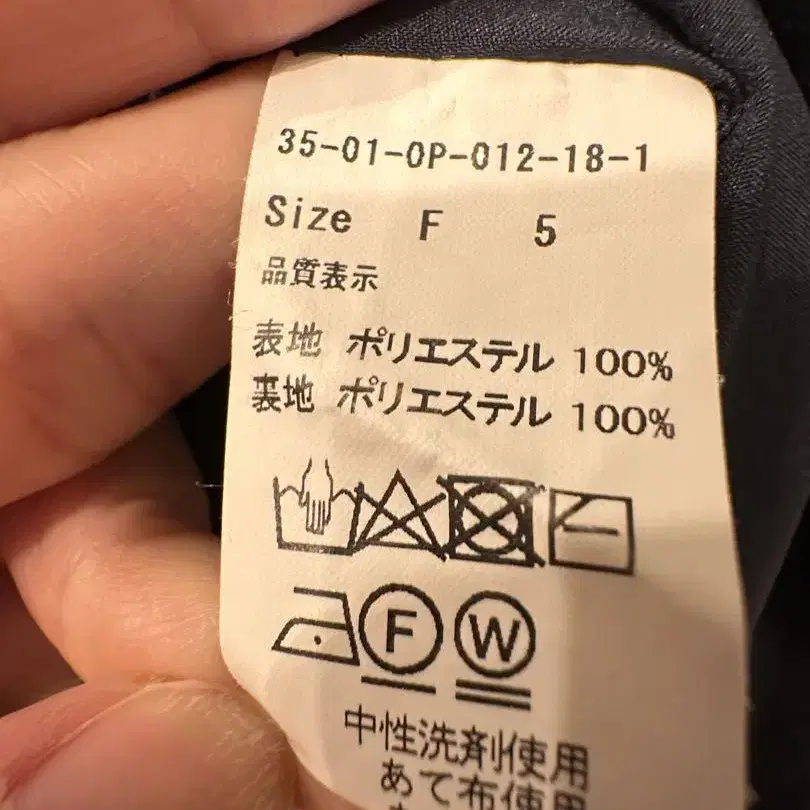 35-01-OP-012-18-1
Size F 5
品質表示
表地 ポリエステル 100%
裏地 ポリエステル 100%
F W
中性洗剤使用
あて布使用